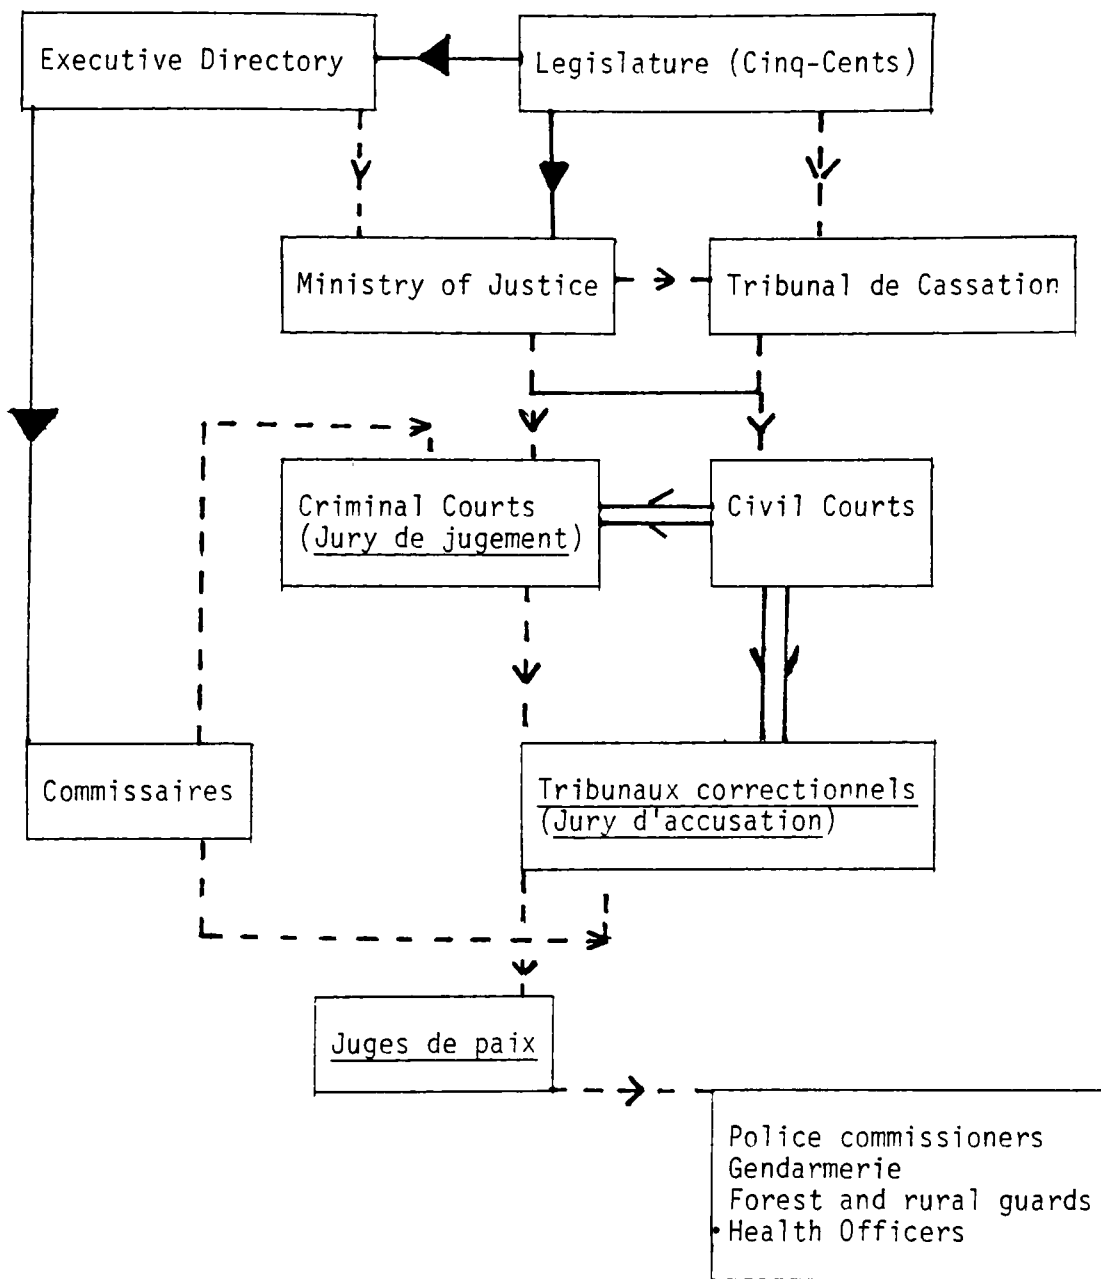 Executive Directory
Legislature (Cinq-Cents)
Ministry of Justice
Tribunal de Cassation
Criminal Courts
(Jury de jugement)
Civil Courts
Commissaires
Tribunaux correctionnels
(Jury d'accusation)
Juges de paix
Police commissioners
Gendarmerie
Forest and rural guards
Health Officers